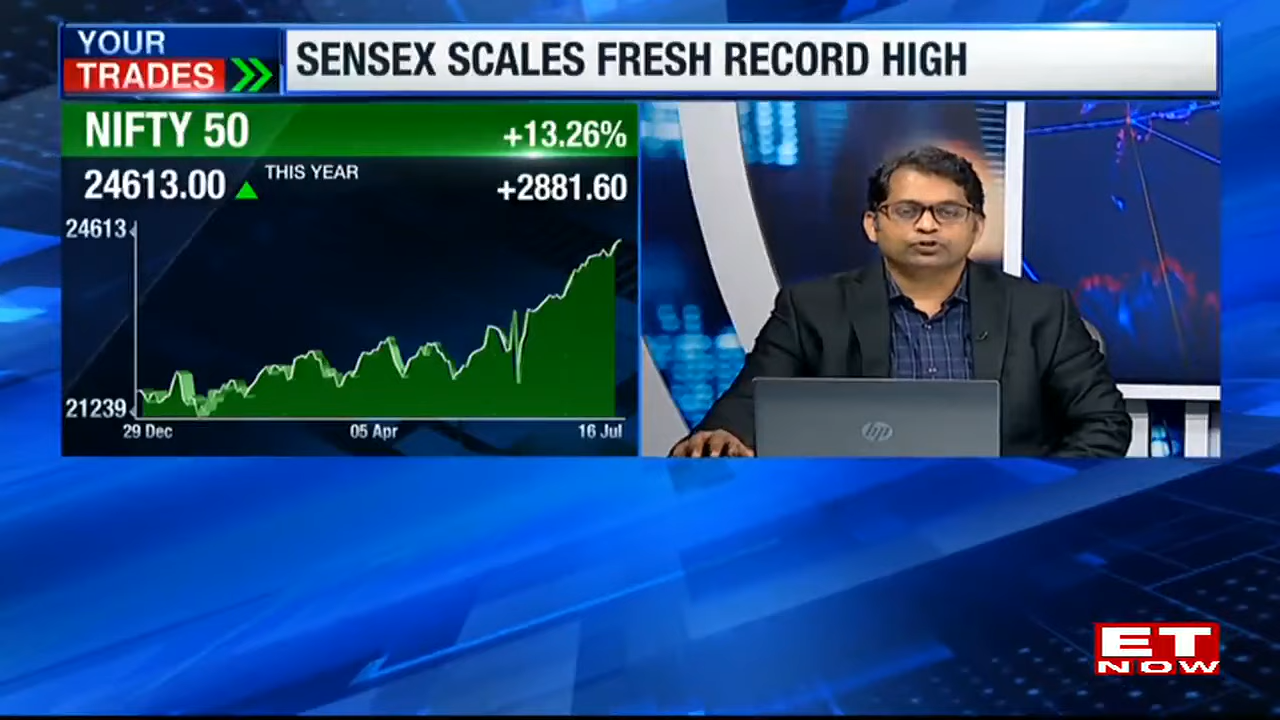 YOUR
TRADES
SENSEX SCALES FRESH RECORD HIGH
NIFTY 50
+13.26%
24613.00
THIS YEAR
+2881.60
24613
21239
29 Dec
05 Apr
16 Jul
hp
ET
NOW